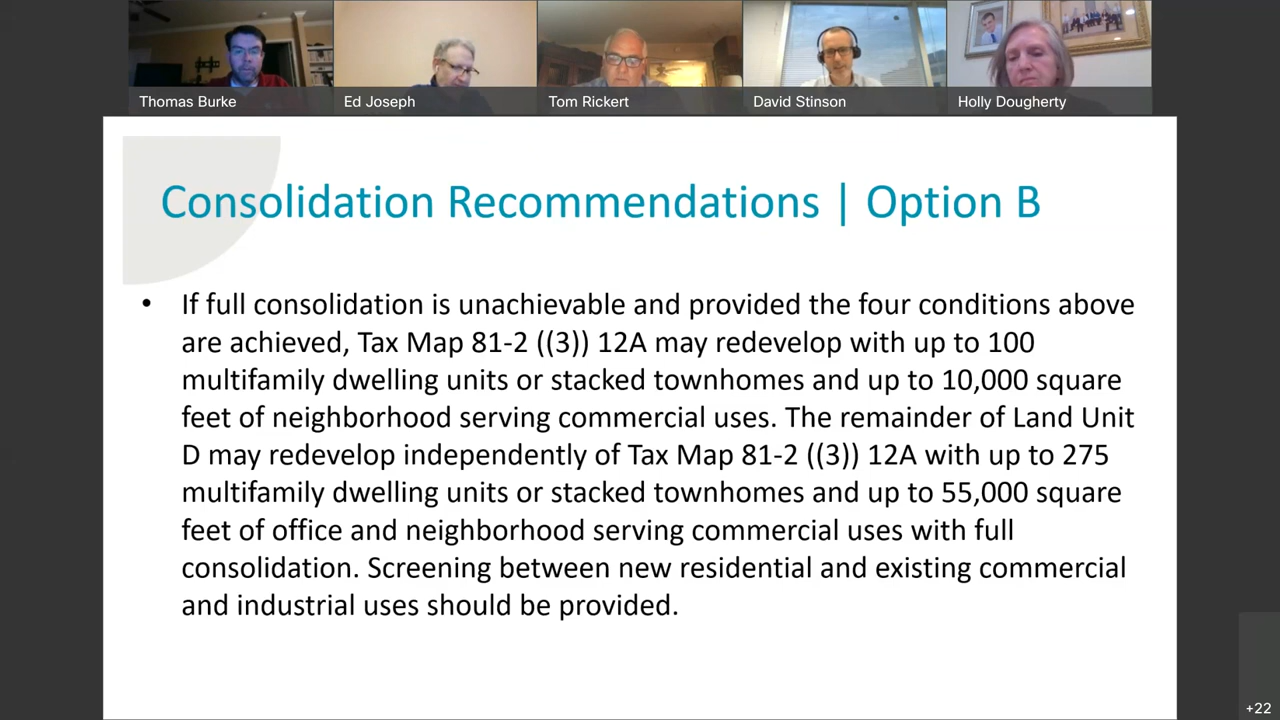 Thomas Burke
Ed Joseph
Tom Rickert
David Stinson
Holly Dougherty
Consolidation Recommendations | Option B
• If full consolidation is unachievable and provided the four conditions above
are achieved, Tax Map 81-2 ((3)) 12A may redevelop with up to 100
multifamily dwelling units or stacked townhomes and up to 10,000 square
feet of neighborhood serving commercial uses. The remainder of Land Unit
D may redevelop independently of Tax Map 81-2 ((3)) 12A with up to 275
multifamily dwelling units or stacked townhomes and up to 55,000 square
feet of office and neighborhood serving commercial uses with full
consolidation. Screening between new residential and existing commercial
and industrial uses should be provided.
+22